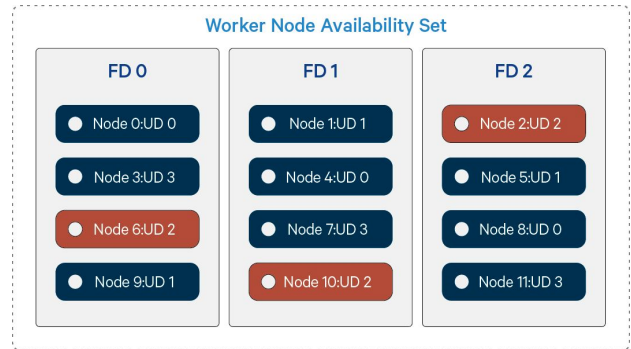 Worker Node Availability Set
FD 0
Node 0:UD 0
Node 3:UD 3
Node 6:UD 2
Node 9:UD 1
FD 1
Node 1:UD 1
Node 4:UD 0
Node 7:UD 3
Node 10:UD 2
FD 2
Node 2:UD 2
Node 5:UD 1
Node 8:UD 0
Node 11:UD 3